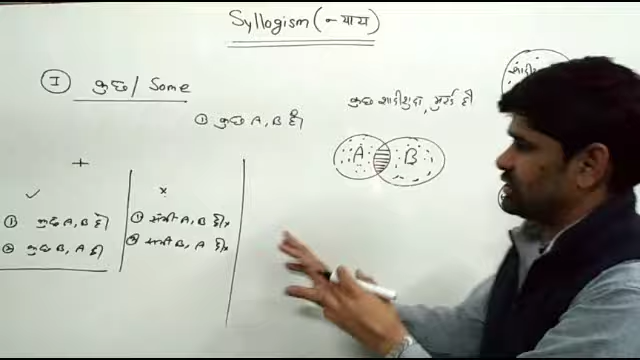 Syllogism (न्याय)
I कुछ / Some
① कुछ A, B है।
कुछ शादीशुदा, मुर्ख है।
A B
+
✓ ×
① कुछ A, B है।
② कुछ B, A है।
① सभी A, B है। ×
② सभी B, A है। ×